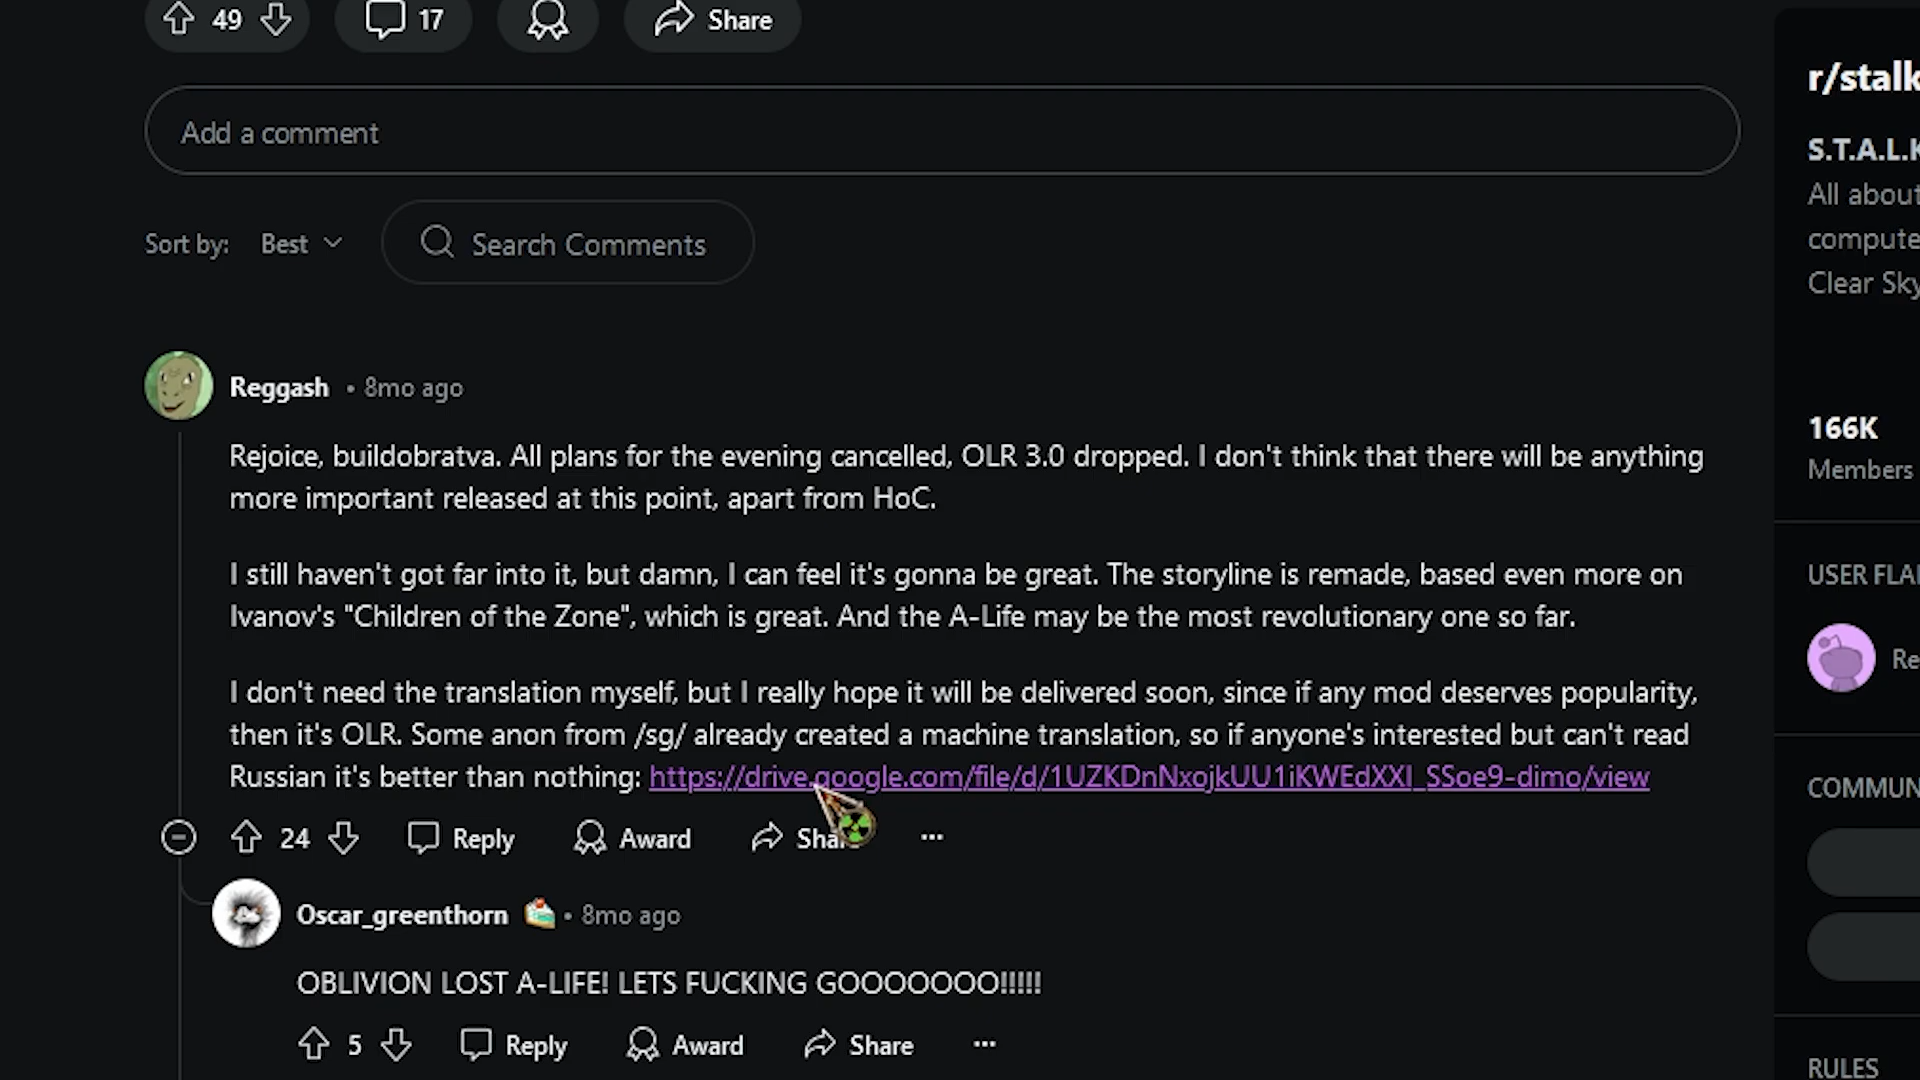 49
17
Share
Add a comment
Sort by: Best
Search Comments
Reggash • 8mo ago
Rejoice, buildobratva. All plans for the evening cancelled, OLR 3.0 dropped. I don't think that there will be anything
more important released at this point, apart from HoC.
I still haven't got far into it, but damn, I can feel it's gonna be great. The storyline is remade, based even more on
Ivanov's "Children of the Zone", which is great. And the A-Life may be the most revolutionary one so far.
I don't need the translation myself, but I really hope it will be delivered soon, since if any mod deserves popularity,
then it's OLR. Some anon from /sg/ already created a machine translation, so if anyone's interested but can't read
Russian it's better than nothing: https://drive.google.com/file/d/1UZKDnNxojkUU1iKWEdXXI_SSoe9-dimo/view
24
Reply
Award
Share
Oscar_greenthorn • 8mo ago
OBLIVION LOST A-LIFE! LETS FUCKING GOOOOOOO!!!!!
5
Reply
Award
Share
r/stalk
S.T.A.L.K
All about
compute
Clear Sky
166K
Members
USER FLAI
Re
COMMUN
RULES